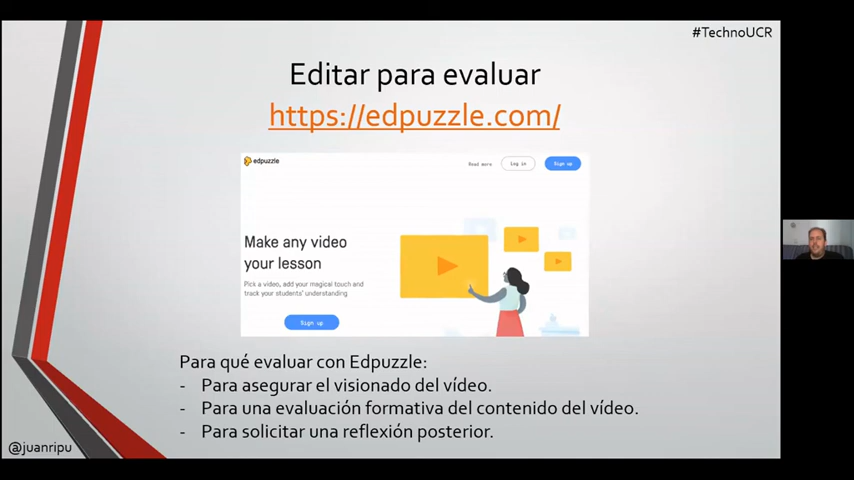 #TechnoUCR
Editar para evaluar
https://edpuzzle.com/
edpuzzle
Read more
Log in
Sign up
Make any video
your lesson
Pick a video, add your magical touch and
track your students' understanding
Sign up
Para qué evaluar con Edpuzzle:
- Para asegurar el visionado del vídeo.
- Para una evaluación formativa del contenido del vídeo.
- Para solicitar una reflexión posterior.
@juanripu